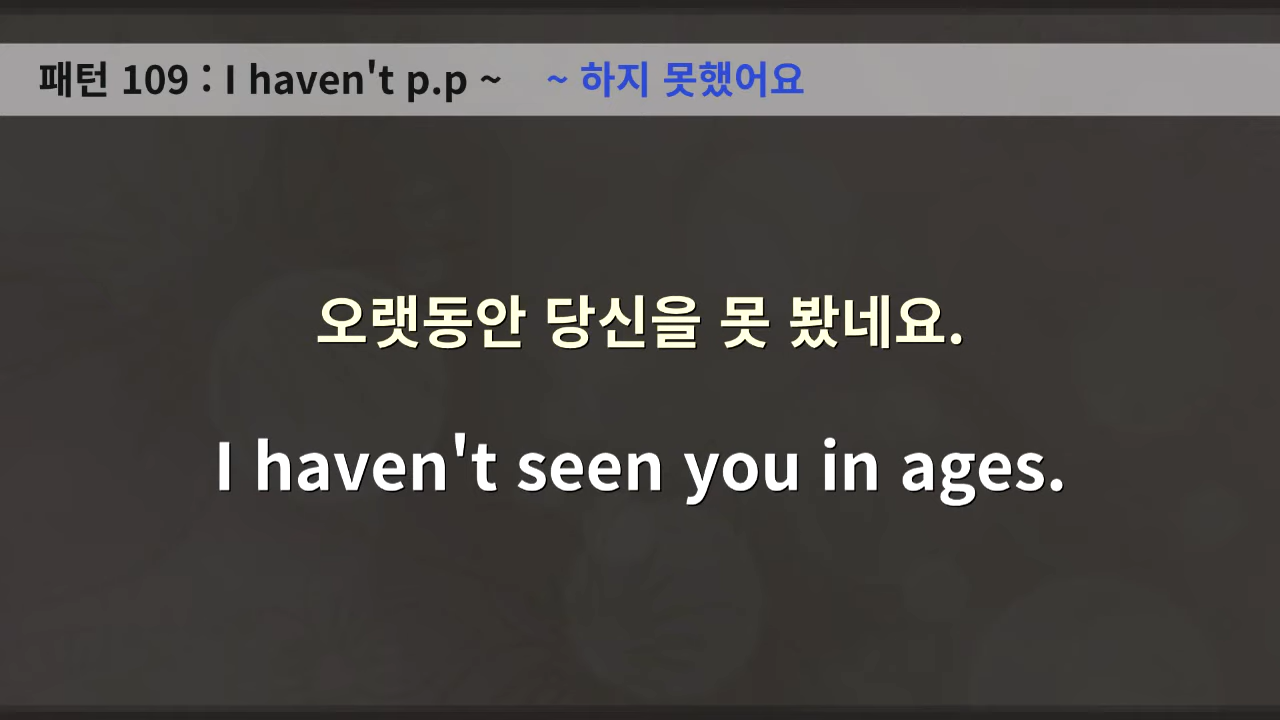 패턴 109 : I haven't p.p ~ ~ 하지 못했어요
오랫동안 당신을 못 봤네요.
I haven't seen you in ages.